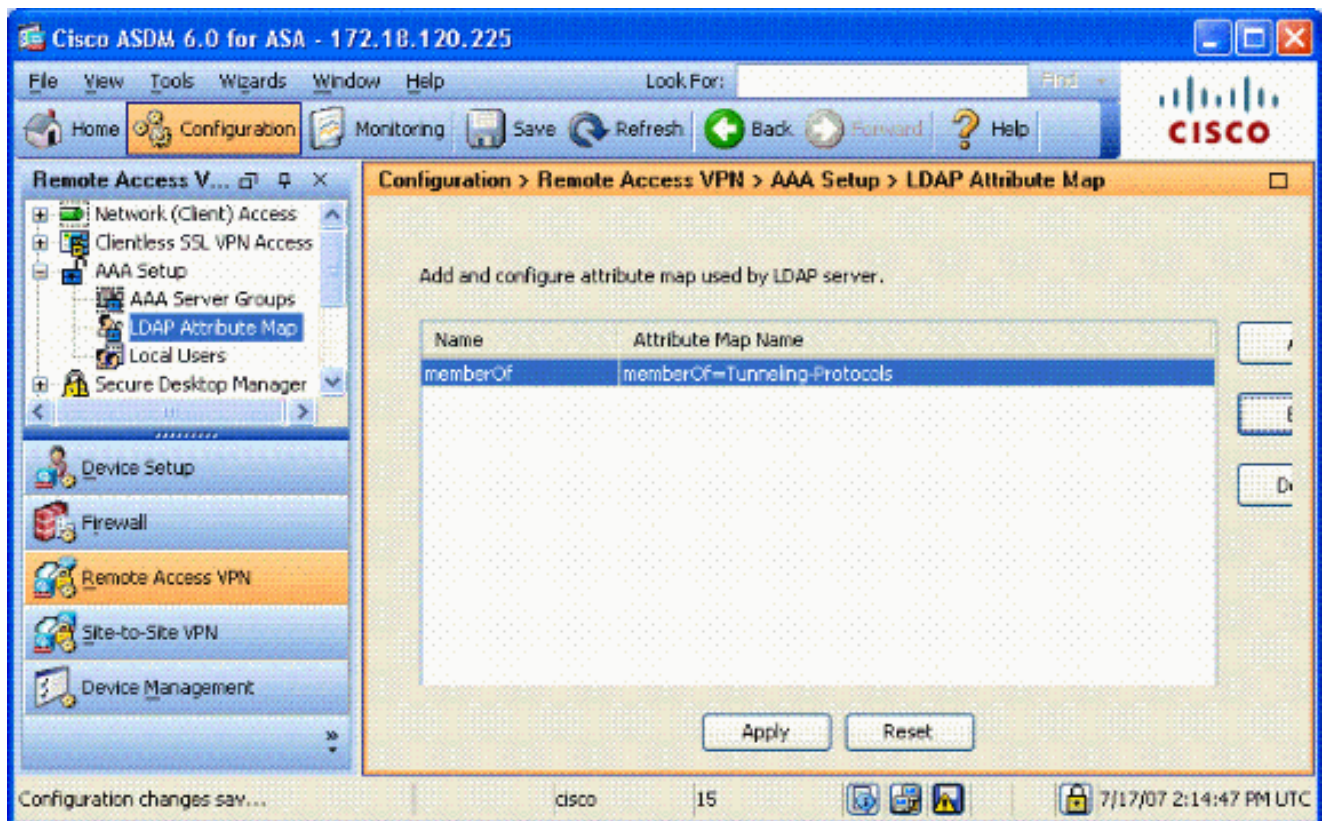 Cisco ASDM 6.0 for ASA - 172.18.120.225
File View Tools Wizards Window Help Look For: Find
Home Configuration Monitoring Save Refresh Back Forward Help
CISCO
Remote Access V...
Configuration > Remote Access VPN > AAA Setup > LDAP Attribute Map
Network (Client) Access
Clientless SSL VPN Access
AAA Setup
AAA Server Groups
LDAP Attribute Map
Local Users
Secure Desktop Manager
Add and configure attribute map used by LDAP server.
Name Attribute Map Name
memberOf memberOf=Tunneling-Protocols
Device Setup
Firewall
Remote Access VPN
Site-to-Site VPN
Device Management
Apply Reset
Configuration changes sav... cisco 15 7/17/07 2:14:47 PM UTC